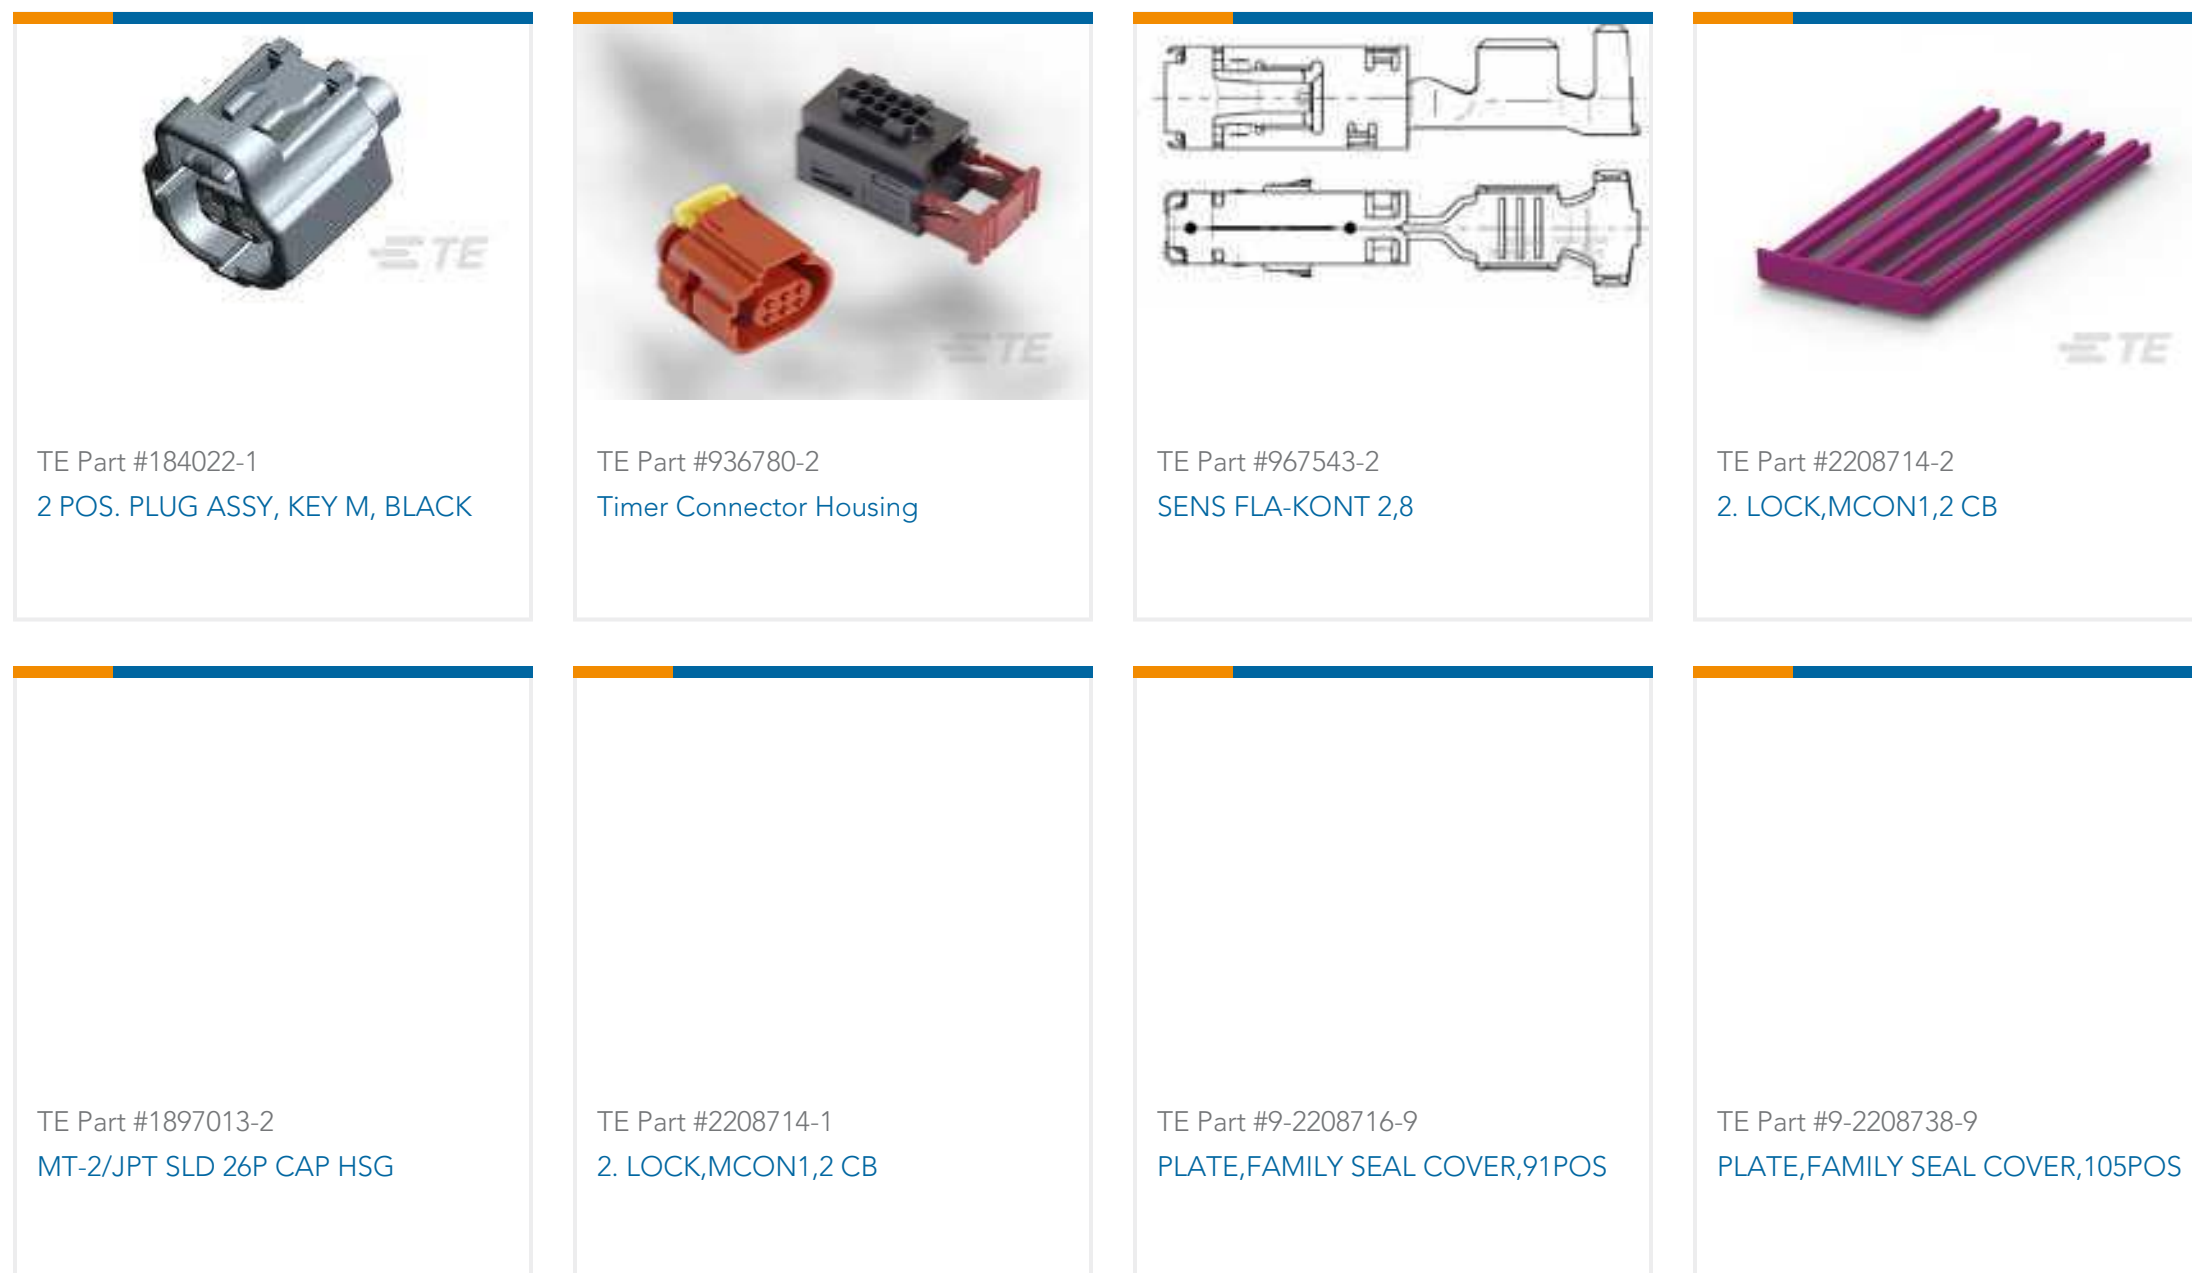 TE
TE
TE
TE Part #184022-1
2 POS. PLUG ASSY, KEY M, BLACK
TE Part #936780-2
Timer Connector Housing
TE Part #967543-2
SENS FLA-KONT 2,8
TE Part #2208714-2
2. LOCK,MCON1,2 CB
TE Part #1897013-2
MT-2/JPT SLD 26P CAP HSG
TE Part #2208714-1
2. LOCK,MCON1,2 CB
TE Part #9-2208716-9
PLATE,FAMILY SEAL COVER,91POS
TE Part #9-2208738-9
PLATE,FAMILY SEAL COVER,105POS